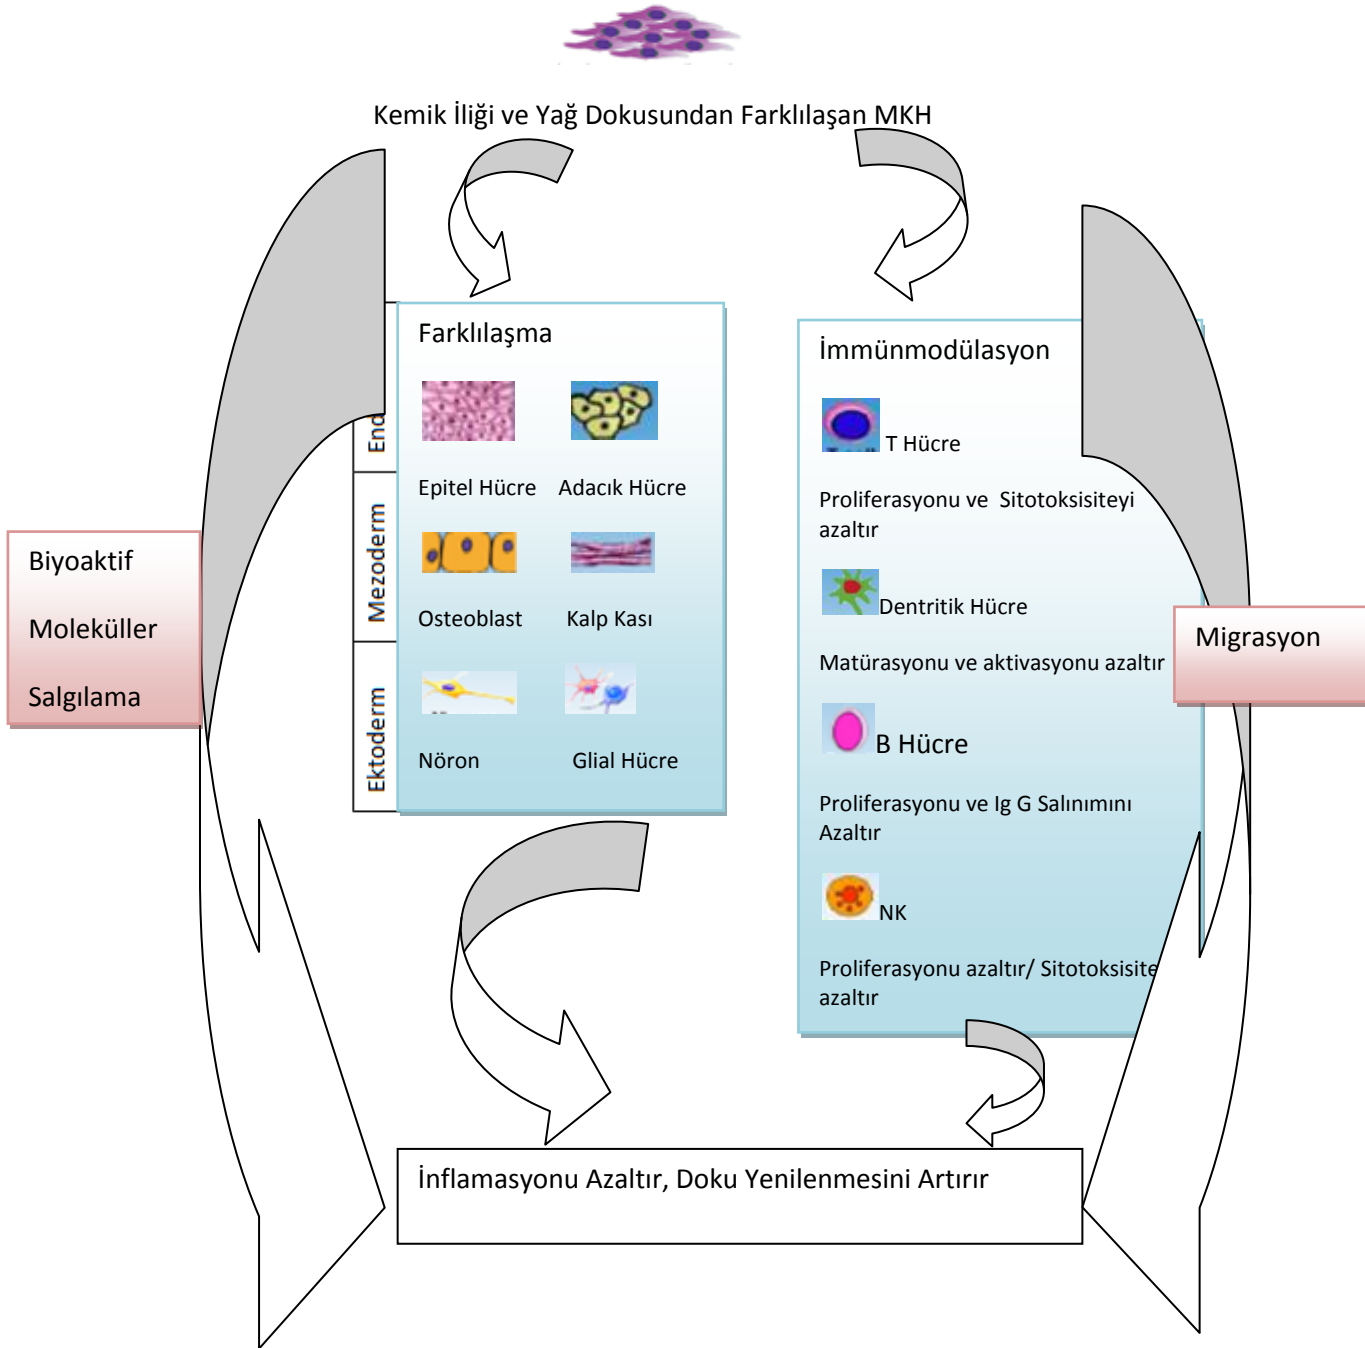 Kemik İliği ve Yağ Dokusundan Farklılaşan MKH
Farklılaşma
End
Epitel Hücre
Adacık Hücre
Mezoderm
Osteoblast
Kalp Kası
Ektoderm
Nöron
Glial Hücre
İmmünmodülasyon
T Hücre
Proliferasyonu ve Sitotoksisiteyi
azaltır
Dentritik Hücre
Matürasyonu ve aktivasyonu azaltır
B Hücre
Proliferasyonu ve Ig G Salınımını
Azaltır
NK
Proliferasyonu azaltır/ Sitotoksisite
azaltır
Biyoaktif
Moleküller
Salgılama
Migrasyon
İnflamasyonu Azaltır, Doku Yenilenmesini Artırır